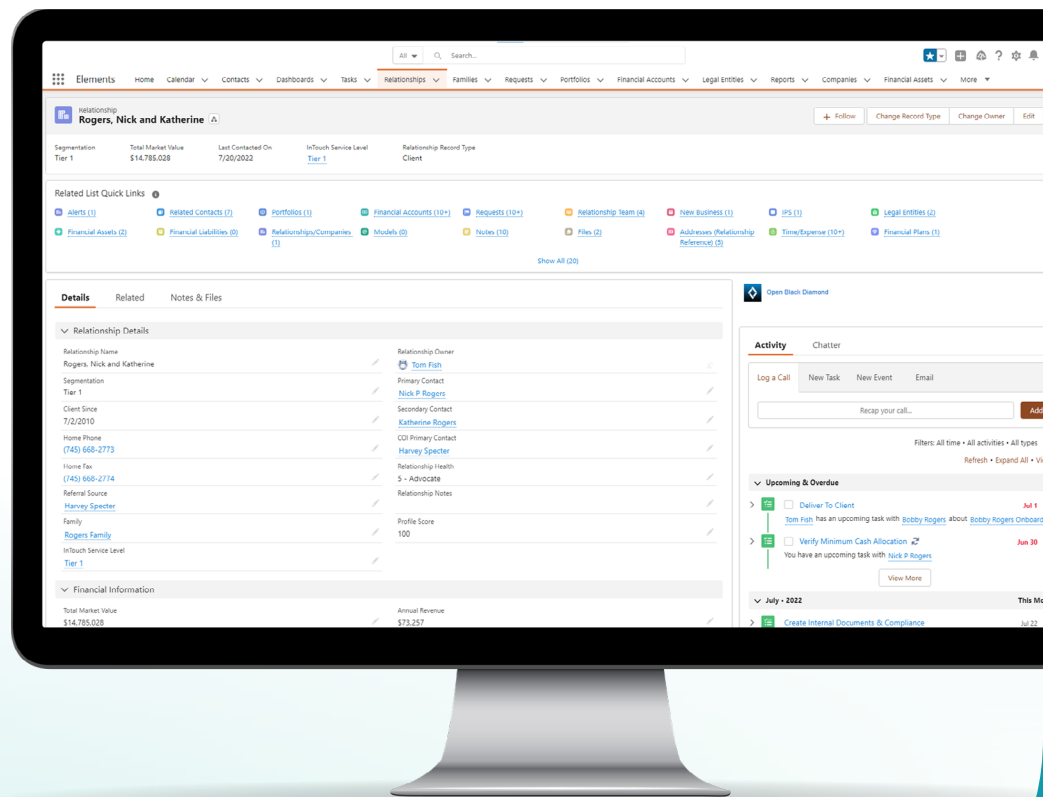 All
Search...
Elements Home Calendar Contacts Dashboards Tasks Relationships Families Requests Portfolios Financial Accounts Legal Entities Reports Companies Financial Assets More
Relationship
Rogers, Nick and Katherine
+ Follow Change Record Type Change Owner Edit
Segmentation Total Market Value Last Contacted On InTouch Service Level Relationship Record Type
Tier 1 $14,785,028 7/20/2022 Tier 1 Client
Related List Quick Links
Alerts (1) Related Contacts (7) Portfolios (1) Financial Accounts (10+) Requests (10+) Relationship Team (4) New Business (1) IPS (1) Legal Entities (2)
Financial Assets (2) Financial Liabilities (0) Relationships/Companies (1) Models (0) Notes (10) Files (2) Addresses (Relationship Reference) (5) Time/Expense (10+) Financial Plans (1)
Show All (20)
Details Related Notes & Files
Relationship Details
Relationship Name Relationship Owner
Rogers, Nick and Katherine Tom Fish
Segmentation Primary Contact
Tier 1 Nick P Rogers
Client Since Secondary Contact
7/2/2010 Katherine Rogers
Home Phone COI Primary Contact
(745) 668-2773 Harvey Specter
Home Fax Relationship Health
(745) 668-2774 5 - Advocate
Referral Source Relationship Notes
Harvey Specter
Family Profile Score
Rogers Family 100
InTouch Service Level
Tier 1
Financial Information
Total Market Value Annual Revenue
$14,785,028 $73,257
Open Black Diamond
Activity Chatter
Log a Call New Task New Event Email
Recap your call... Add
Filters: All time • All activities • All types
Refresh • Expand All • Vi
Upcoming & Overdue
Deliver To Client Jul 1
Tom Fish has an upcoming task with Bobby Rogers about Bobby Rogers Onboard
Verify Minimum Cash Allocation Jun 30
You have an upcoming task with Nick P Rogers
View More
July • 2022 This Mo
Create Internal Documents & Compliance Jul 22